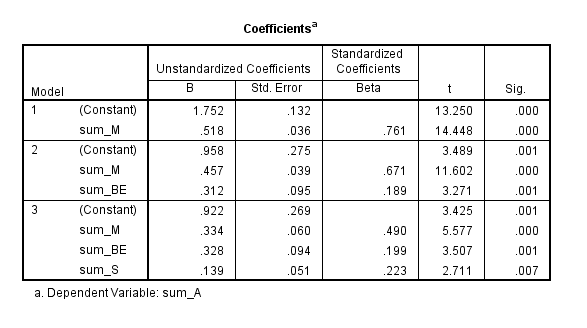 Coefficientsa
Unstandardized Coefficients Standardized Coefficients
Model B Std. Error Beta t Sig.
1 (Constant) 1.752 .132 13.250 .000
sum_M .518 .036 .761 14.448 .000
2 (Constant) .958 .275 3.489 .001
sum_M .457 .039 .671 11.602 .000
sum_BE .312 .095 .189 3.271 .001
3 (Constant) .922 .269 3.425 .001
sum_M .334 .060 .490 5.577 .000
sum_BE .328 .094 .199 3.507 .001
sum_S .139 .051 .223 2.711 .007
a. Dependent Variable: sum_A